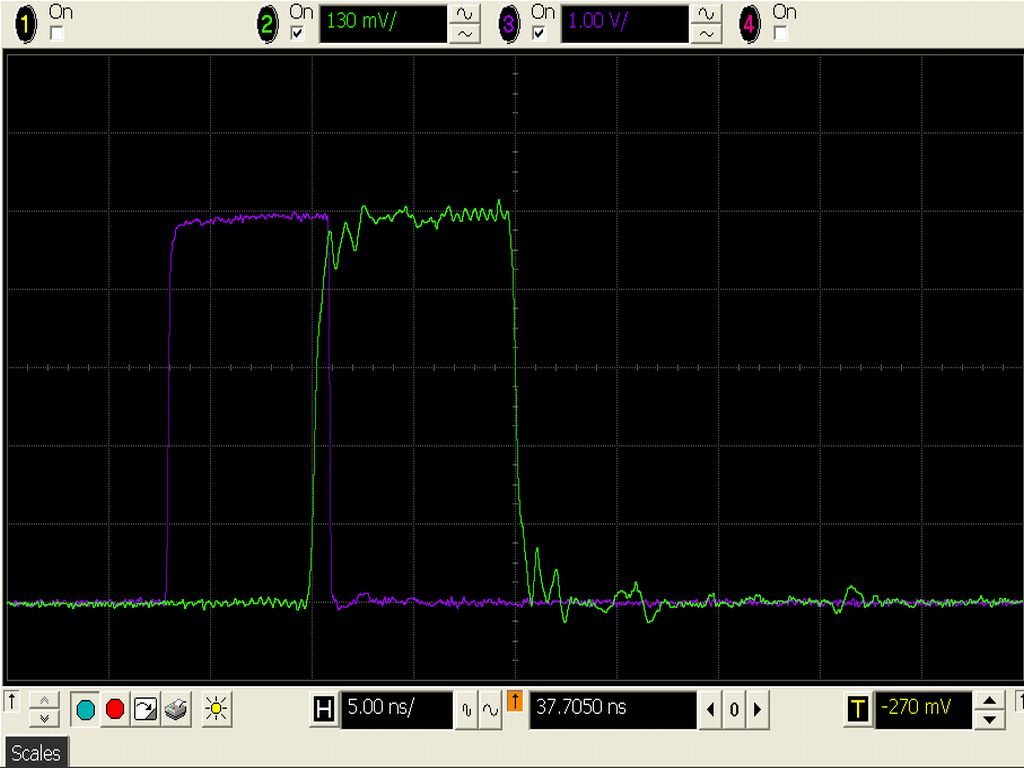 1 On 2 On 130 mV/ 3 On 1.00 V/ 4 On
H 5.00 ns/ 37.7050 ns 0 T -270 mV
Scales